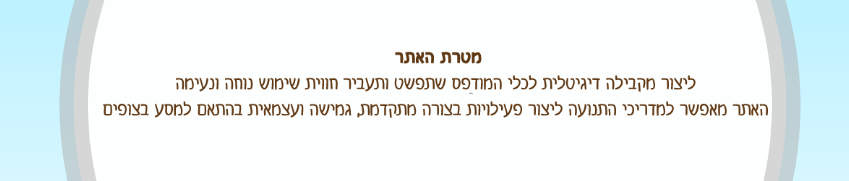 מטרת האתר
ליצור מקבילה דיגיטלית לכלי המודפס שתפשט ותעביר חווית שימוש נוחה ונעימה
האתר מאפשר למדריכי התנועה ליצור פעילויות בצורה מתקדמת, גמישה ועצמאית בהתאם למסע בצופים